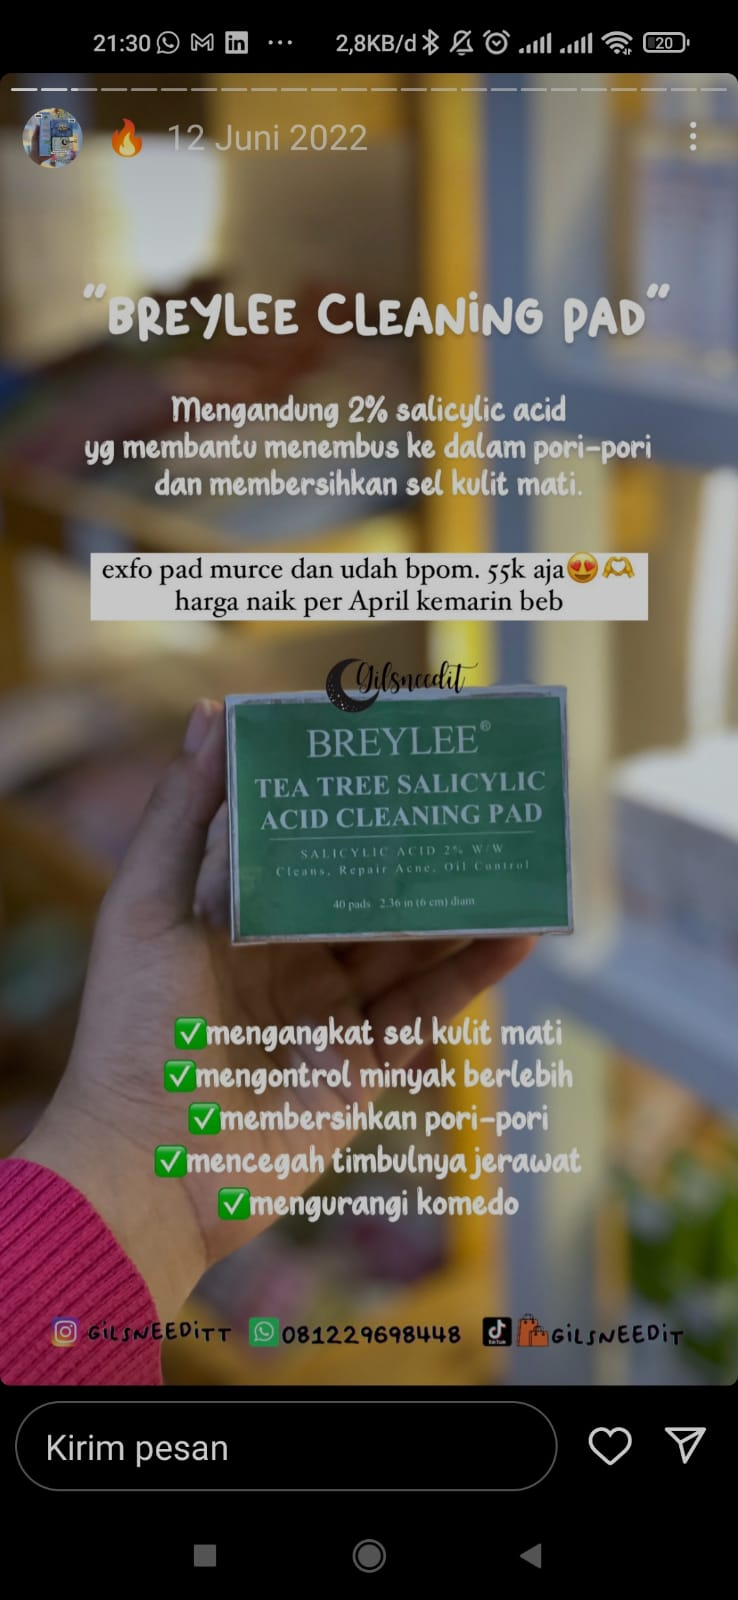 21:30
2,8KB/d
20
12 Juni 2022
"BREYLEE CLEANING PAD"
Mengandung 2% salicylic acid
yg membantu menembus ke dalam pori-pori
dan membersihkan sel kulit mati.
exfo pad murce dan udah bpom. 55k aja😍🫶
harga naik per April kemarin beb
Gilsneedit
BREYLEE®
TEA TREE SALICYLIC
ACID CLEANING PAD
SALICYLIC ACID 2% W/W
Cleans, Repair Acne, Oil Control
40 pads 2.36 in (6 cm) diam
✅mengangkat sel kulit mati
✅mengontrol minyak berlebih
✅membersihkan pori-pori
✅mencegah timbulnya jerawat
✅mengurangi komedo
GILSNEEDITT 081229698448 GILSNEEDIT
Kirim pesan